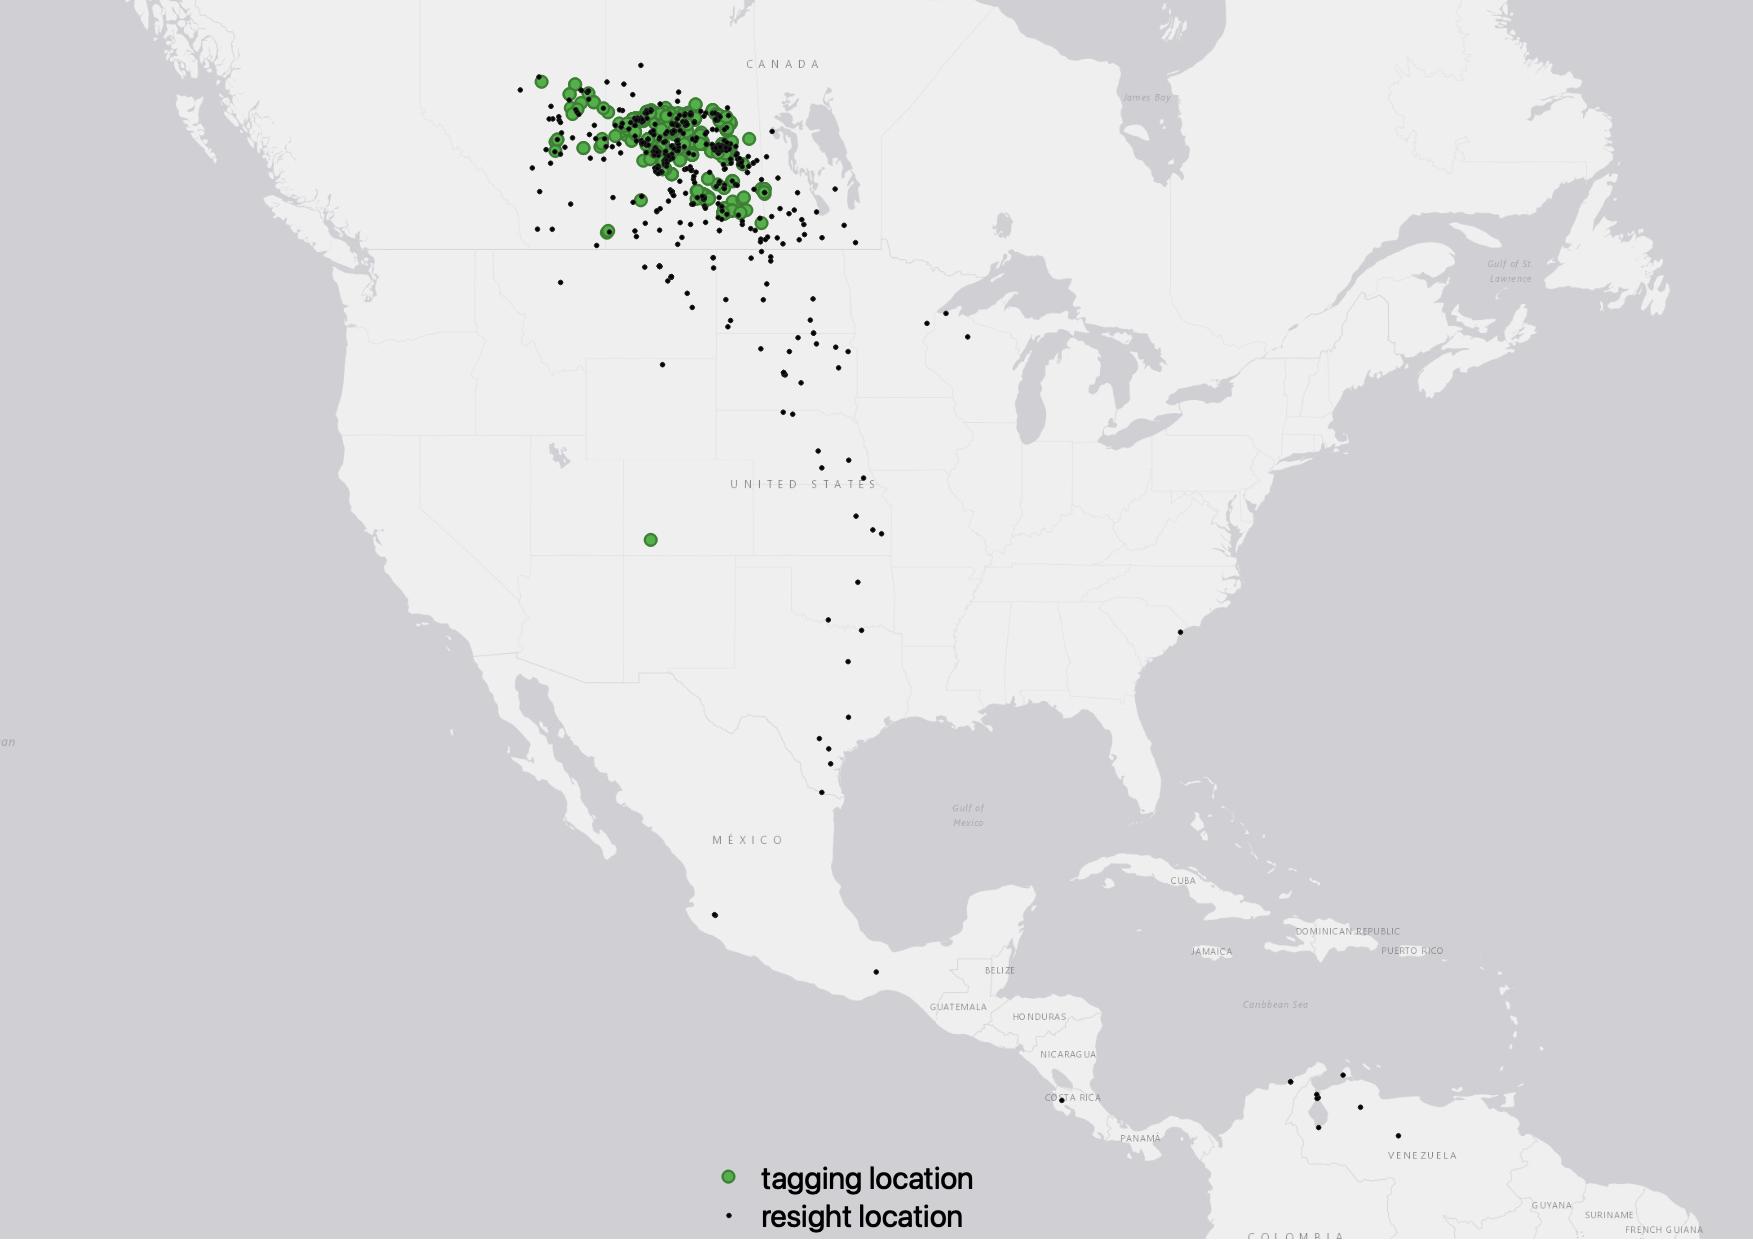 CANADA
James Bay
Gulf of St.
Lawrence
UNITED STATES
an
Gulf of
Mexico
MÉXICO
CUBA
DOMINICAN REPUBLIC
JAMAICA
PUERTO RICO
BELIZE
Caribbean Sea
GUATEMALA
HONDURAS
NICARAGUA
COSTA RICA
PANAMÁ
VENEZUELA
tagging location
GUYANA
resight location
SURINAME
FRENCH GUIANA
COLOMBIA